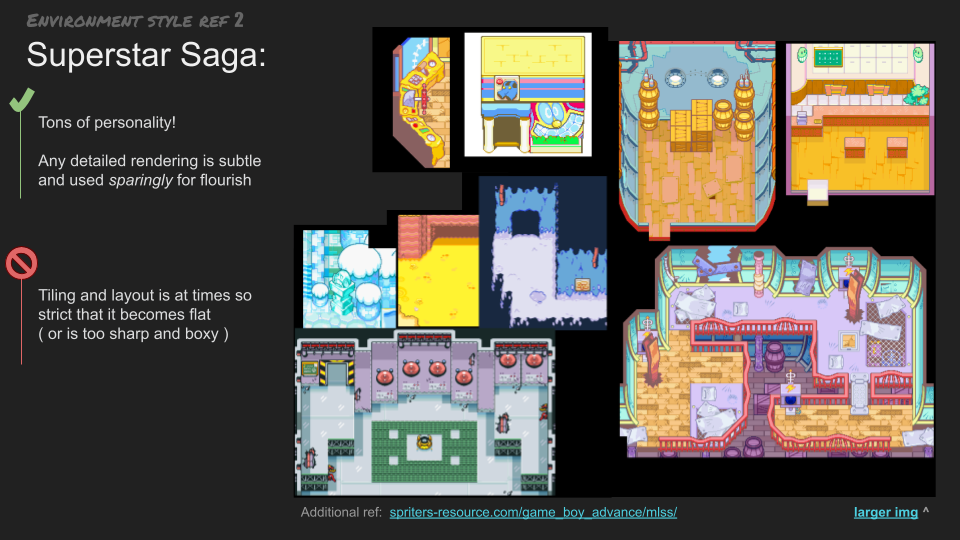 Environment style ref 2
Superstar Saga:
Tons of personality!
Any detailed rendering is subtle
and used sparingly for flourish
Tiling and layout is at times so
strict that it becomes flat
( or is too sharp and boxy )
Additional ref: spriters-resource.com/game_boy_advance/mlss/
larger img ^